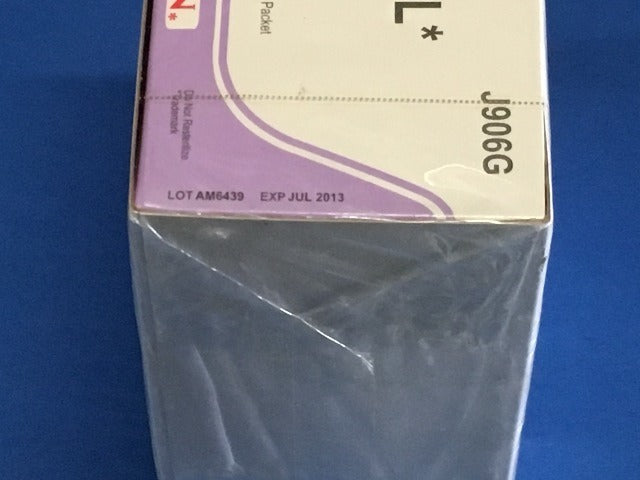 N*
Packet
L*
J906G
Do Not Resterilize
*Trademark
LOT AM6439 EXP JUL 2013